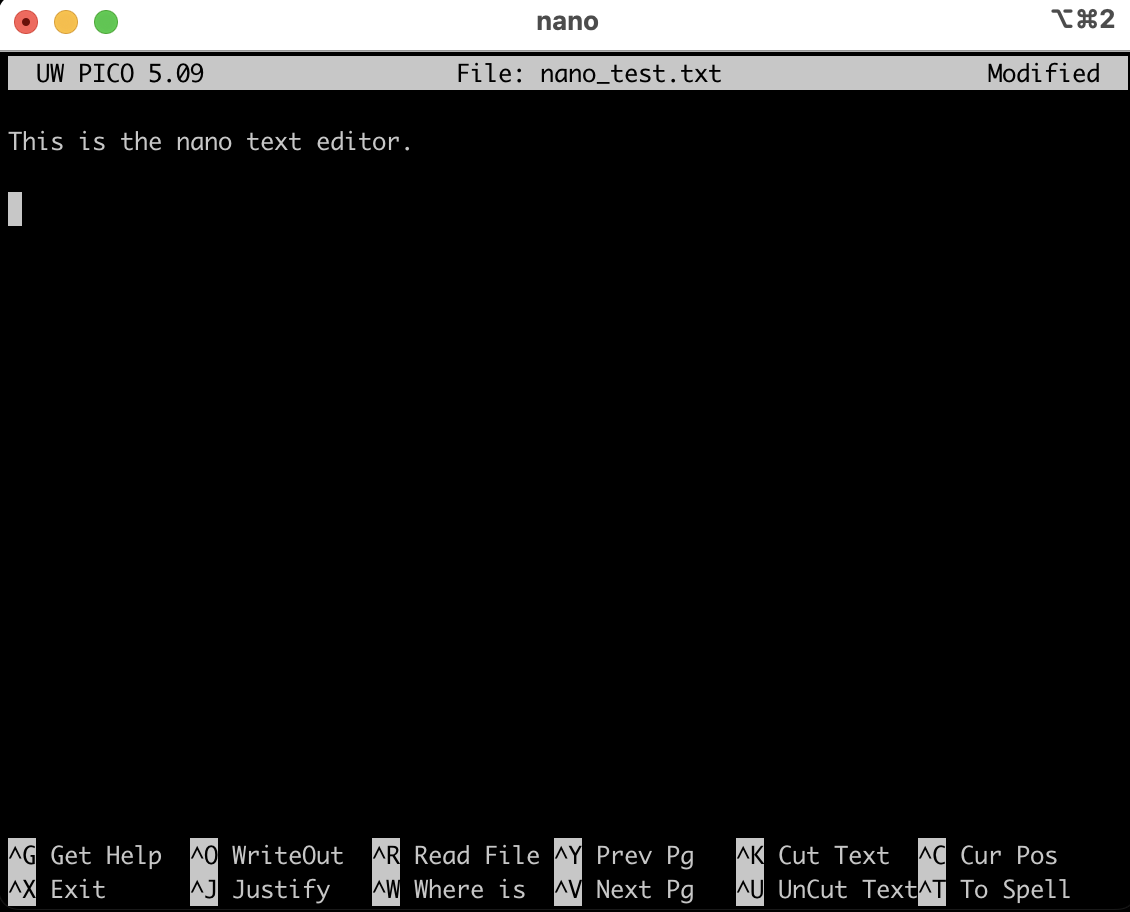 nano ⌥⌘2
UW PICO 5.09 File: nano_test.txt Modified
This is the nano text editor.
^G Get Help ^O WriteOut ^R Read File ^Y Prev Pg ^K Cut Text ^C Cur Pos
^X Exit ^J Justify ^W Where is ^V Next Pg ^U UnCut Text^T To Spell